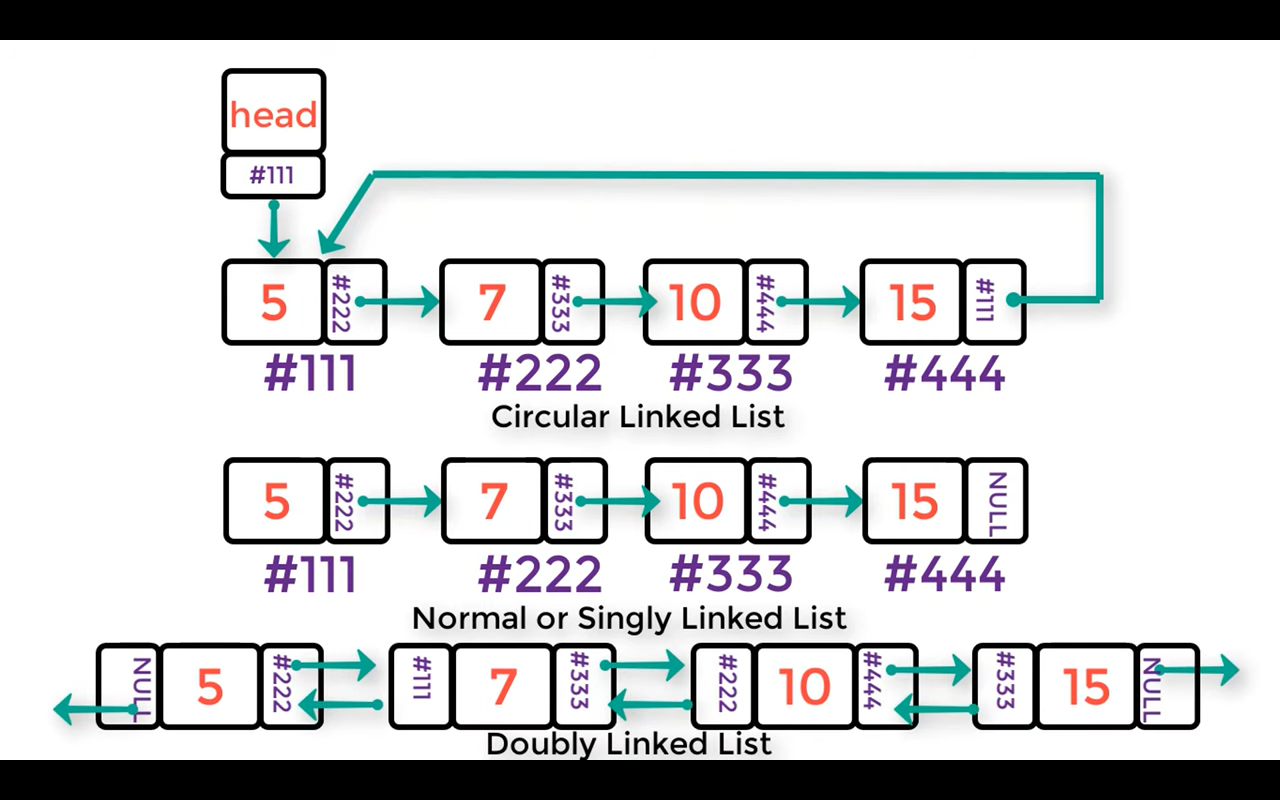 head
#111
5 #222 7 #333 10 #444 15 #111
#111 #222 #333 #444
Circular Linked List
5 #222 7 #333 10 #444 15 NULL
#111 #222 #333 #444
Normal or Singly Linked List
NULL 5 #222 #111 7 #333 #222 10 #444 #333 15 NULL
Doubly Linked List